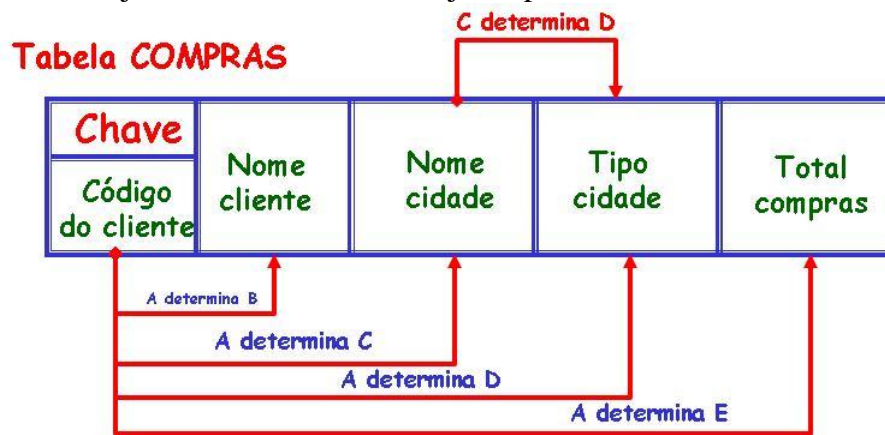 C determina D
Tabela COMPRAS
Chave
Código
do cliente
Nome
cliente
Nome
cidade
Tipo
cidade
Total
compras
A determina B
A determina C
A determina D
A determina E